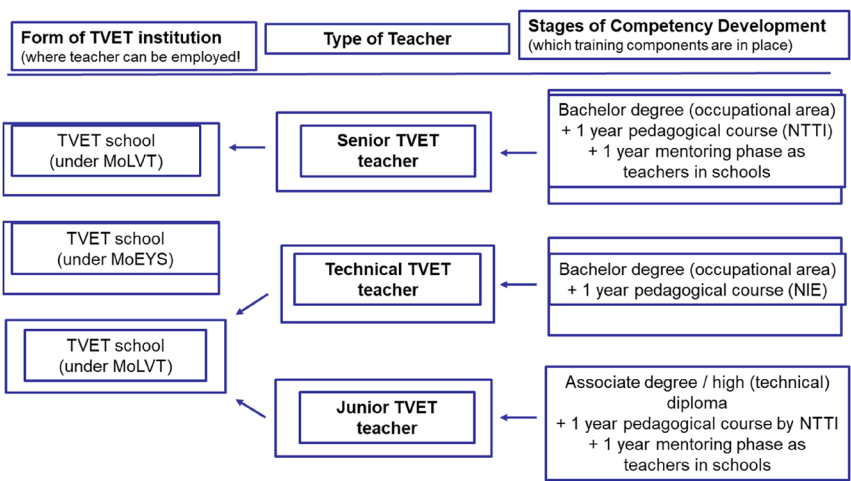 Form of TVET institution
(where teacher can be employed!
Type of Teacher
Stages of Competency Development
(which training components are in place)
TVET school
(under MoLVT)
Senior TVET
teacher
Bachelor degree (occupational area)
+ 1 year pedagogical course (NTTI)
+ 1 year mentoring phase as
teachers in schools
TVET school
(under MoEYS)
Technical TVET
teacher
Bachelor degree (occupational area)
+ 1 year pedagogical course (NIE)
TVET school
(under MoLVT)
Junior TVET
teacher
Associate degree / high (technical)
diploma
+ 1 year pedagogical course by NTTI
+ 1 year mentoring phase as
teachers in schools